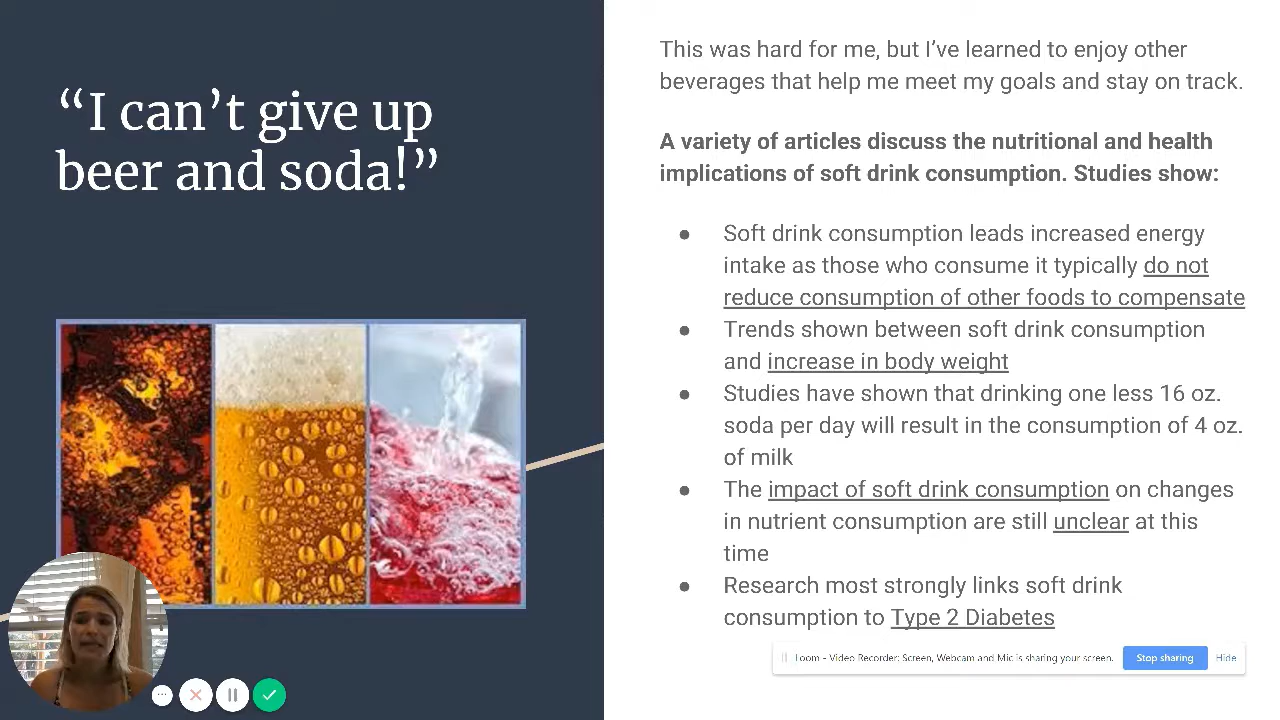 “I can’t give up
beer and soda!”
This was hard for me, but I’ve learned to enjoy other
beverages that help me meet my goals and stay on track.
A variety of articles discuss the nutritional and health
implications of soft drink consumption. Studies show:
● Soft drink consumption leads increased energy
intake as those who consume it typically do not
reduce consumption of other foods to compensate
● Trends shown between soft drink consumption
and increase in body weight
● Studies have shown that drinking one less 16 oz.
soda per day will result in the consumption of 4 oz.
of milk
● The impact of soft drink consumption on changes
in nutrient consumption are still unclear at this
time
● Research most strongly links soft drink
consumption to Type 2 Diabetes
Loom – Video Recorder: Screen, Webcam and Mic is sharing your screen. Stop sharing Hide